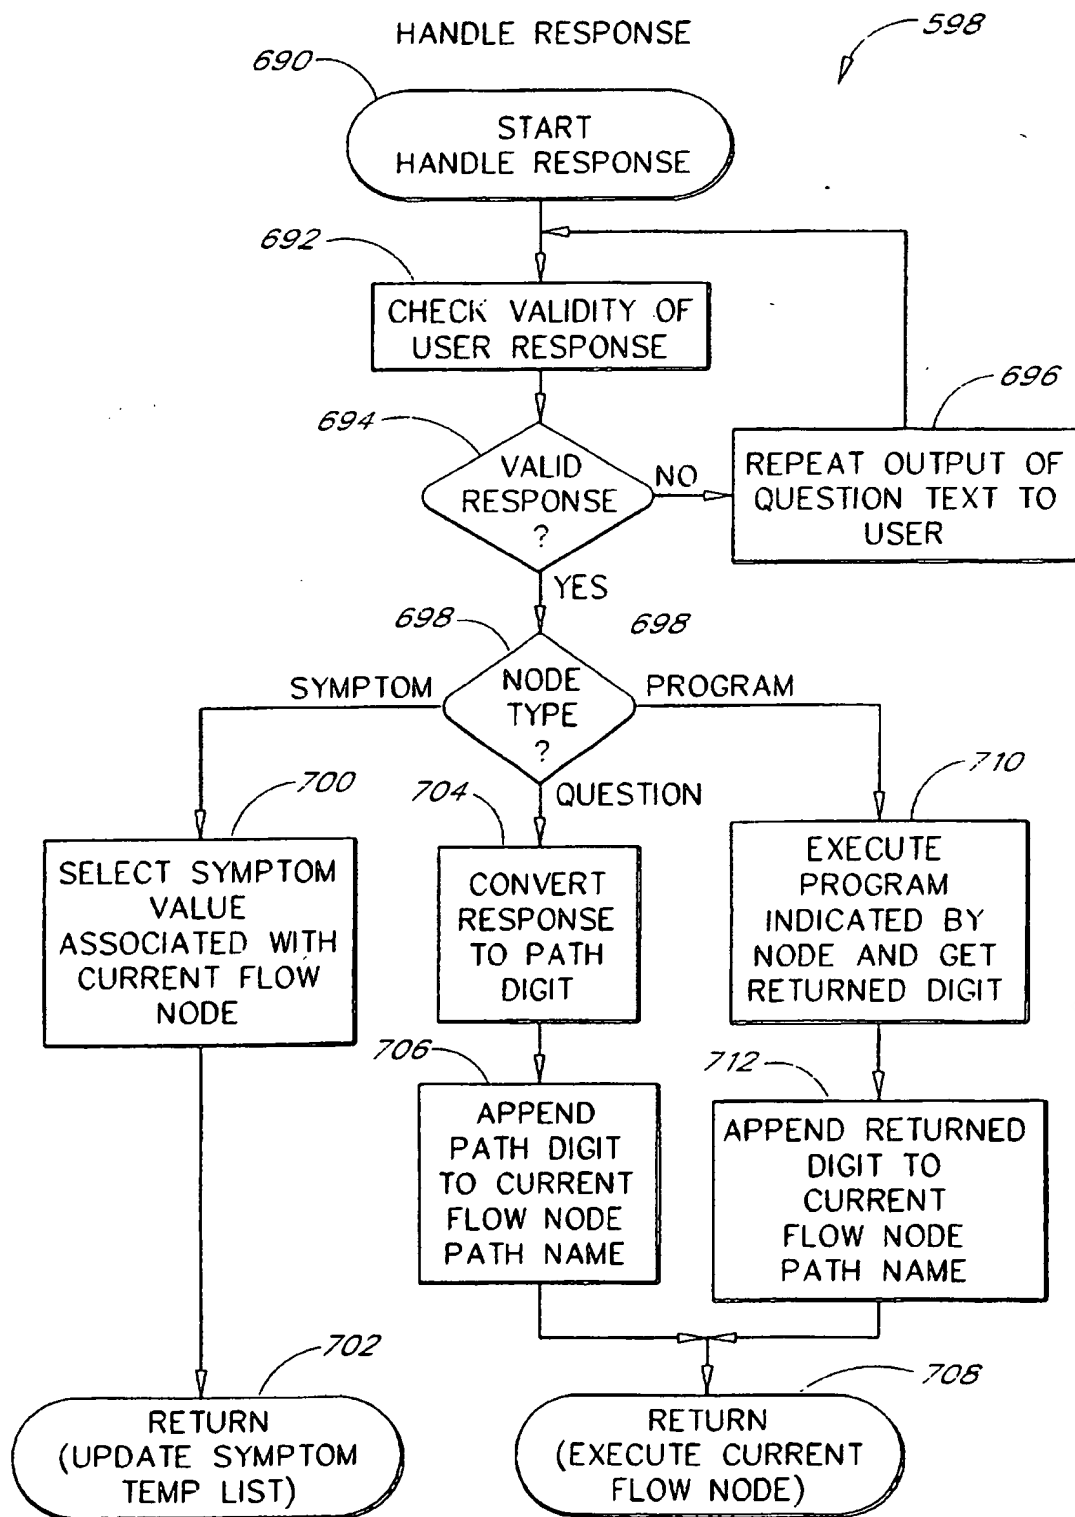 HANDLE RESPONSE
598
690
START
HANDLE RESPONSE
692
CHECK VALIDITY OF
USER RESPONSE
694
VALID
RESPONSE
?
NO
696
REPEAT OUTPUT OF
QUESTION TEXT TO
USER
YES
698
698
NODE
TYPE
?
SYMPTOM
PROGRAM
QUESTION
700
SELECT SYMPTOM
VALUE
ASSOCIATED WITH
CURRENT FLOW
NODE
704
CONVERT
RESPONSE
TO PATH
DIGIT
710
EXECUTE
PROGRAM
INDICATED BY
NODE AND GET
RETURNED DIGIT
706
APPEND
PATH DIGIT
TO CURRENT
FLOW NODE
PATH NAME
712
APPEND RETURNED
DIGIT TO
CURRENT
FLOW NODE
PATH NAME
702
RETURN
(UPDATE SYMPTOM
TEMP LIST)
708
RETURN
(EXECUTE CURRENT
FLOW NODE)